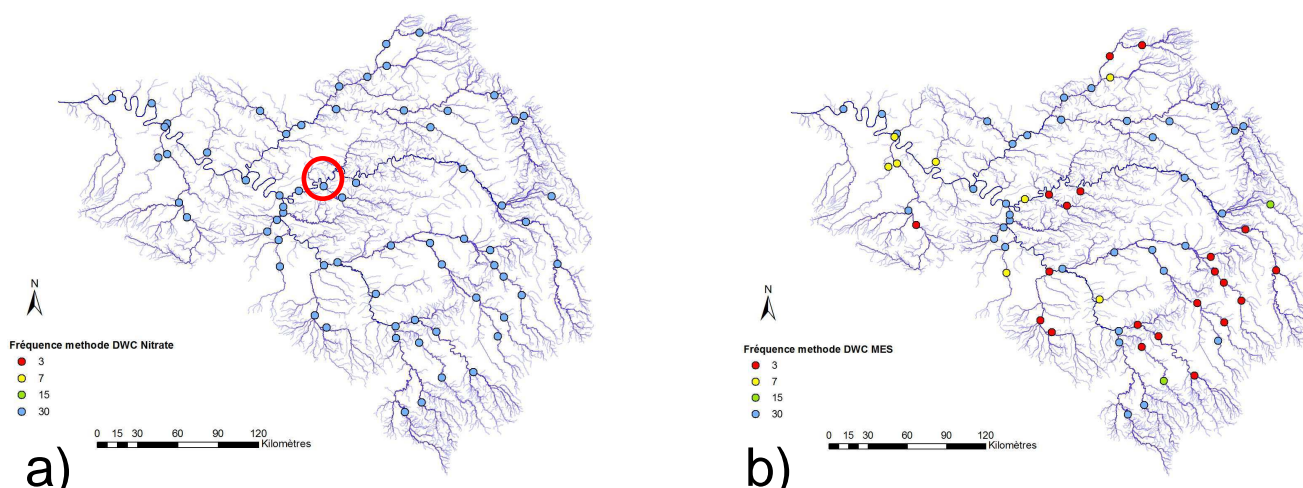 N
Fréquence methode DWC Nitrate
3
7
15
30
0 15 30 60 90 120
Kilomètres
a)
N
Fréquence methode DWC MES
3
7
15
30
0 15 30 60 90 120
Kilomètres
b)